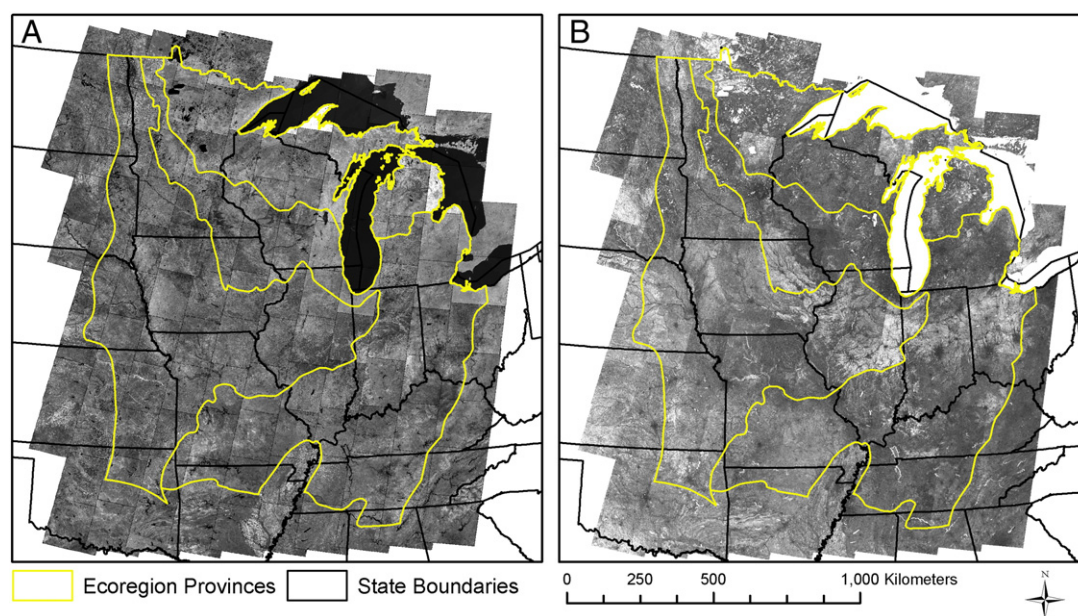 A
B
Ecoregion Provinces
State Boundaries
0 250 500 1,000 Kilometers
N